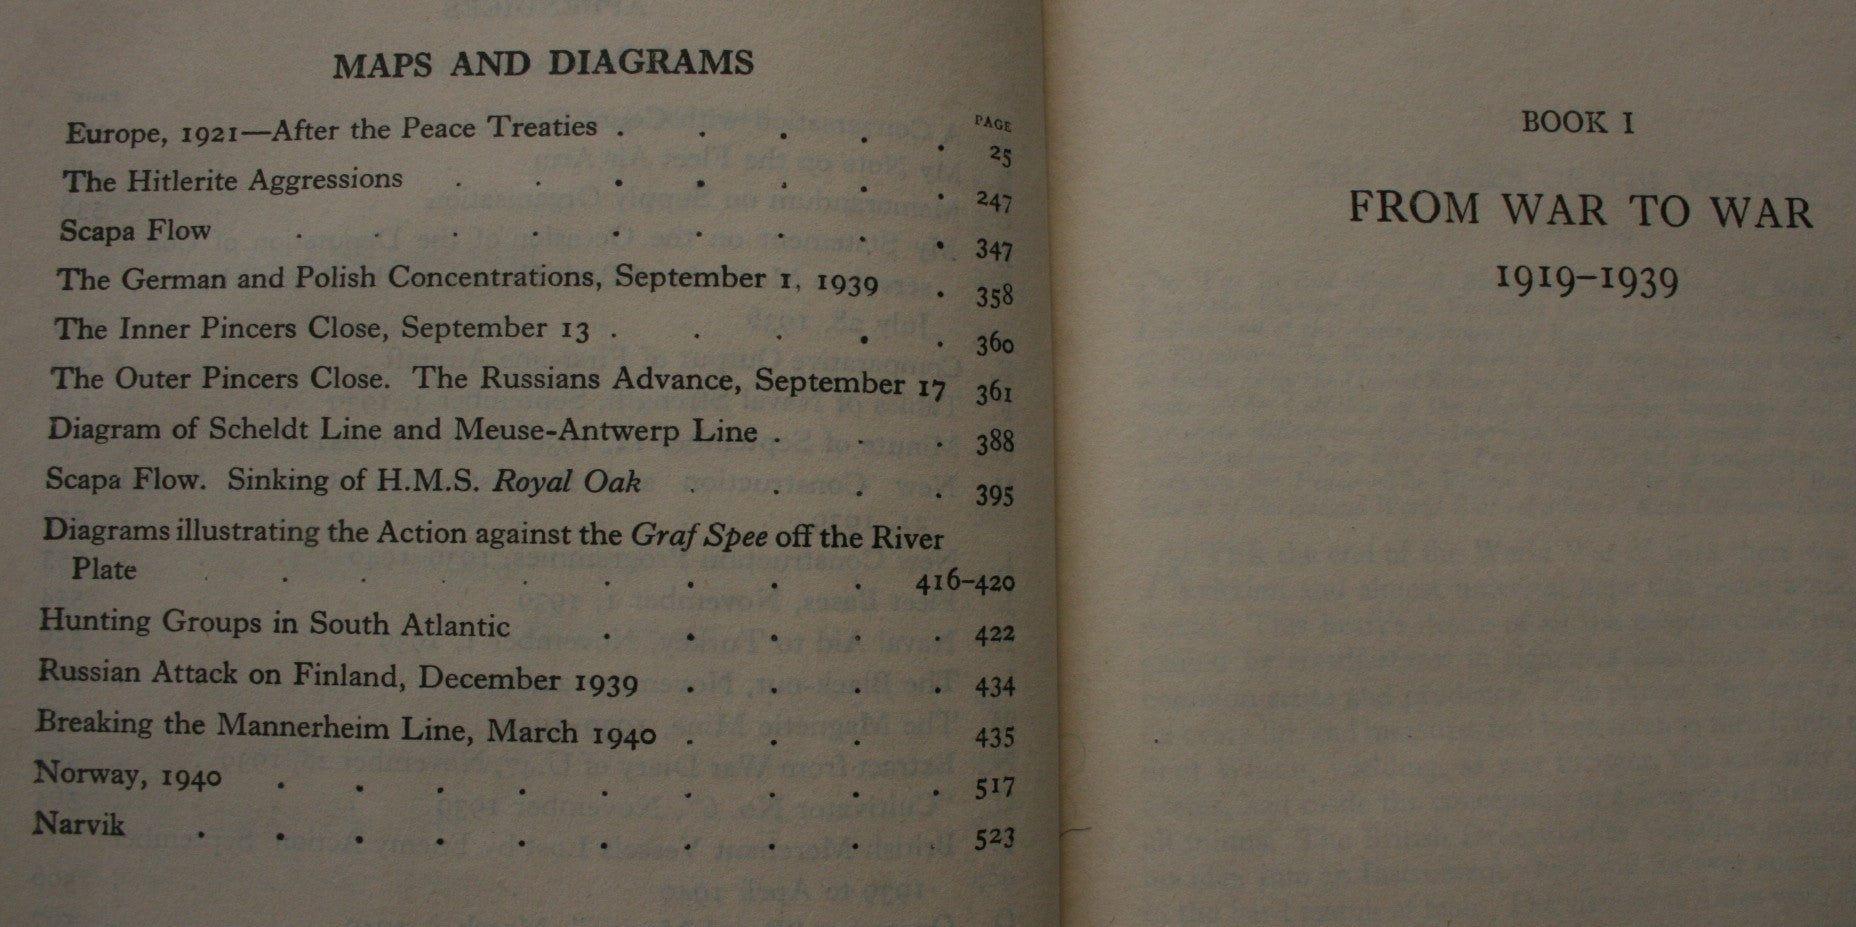 MAPS AND DIAGRAMS
PAGE
Europe, 1921—After the Peace Treaties . . . . . 25
The Hitlerite Aggressions . . . . . . . 247
Scapa Flow . . . . . . . . . 347
The German and Polish Concentrations, September 1, 1939 . 358
The Inner Pincers Close, September 13 . . . . . 360
The Outer Pincers Close. The Russians Advance, September 17 361
Diagram of Scheldt Line and Meuse-Antwerp Line . . . 388
Scapa Flow. Sinking of H.M.S. Royal Oak . . . . 395
Diagrams illustrating the Action against the Graf Spee off the River
Plate . . . . . . . . . 416–420
Hunting Groups in South Atlantic . . . . . 422
Russian Attack on Finland, December 1939 . . . . 434
Breaking the Mannerheim Line, March 1940 . . . 435
Norway, 1940 . . . . . . . . . 517
Narvik . . . . . . . . . . 523
BOOK I
FROM WAR TO WAR
1919–1939